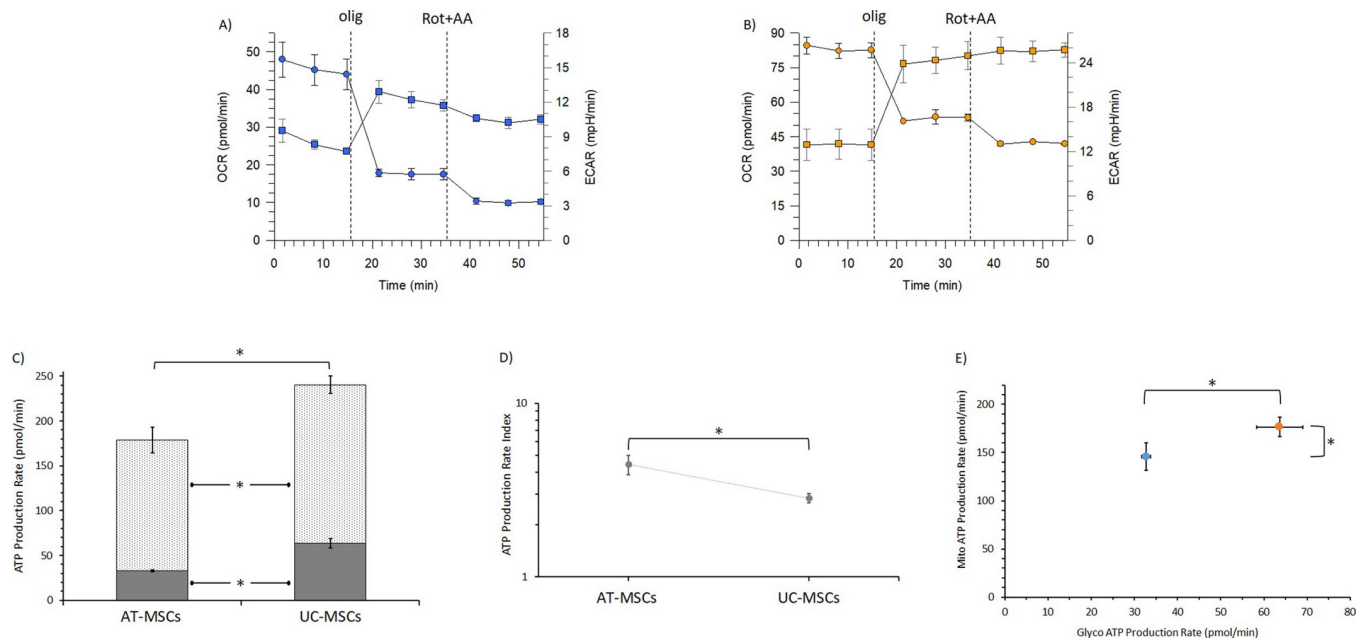 A)
olig
Rot+AA
OCR (pmol/min)
50
40
30
20
10
0
18
15
12
9
6
3
0
ECAR (mpH/min)
0 10 20 30 40 50
Time (min)
B)
olig
Rot+AA
OCR (pmol/min)
90
75
60
45
30
15
0
24
18
12
6
0
ECAR (mpH/min)
0 10 20 30 40 50
Time (min)
C)
*
ATP Production Rate (pmol/min)
250
200
150
100
50
0
*
*
AT-MSCs UC-MSCs
D)
ATP Production Rate Index
10
1
*
AT-MSCs UC-MSCs
E)
*
Mito ATP Production Rate (pmol/min)
200
150
100
50
0
*
0 10 20 30 40 50 60 70 80
Glyco ATP Production Rate (pmol/min)